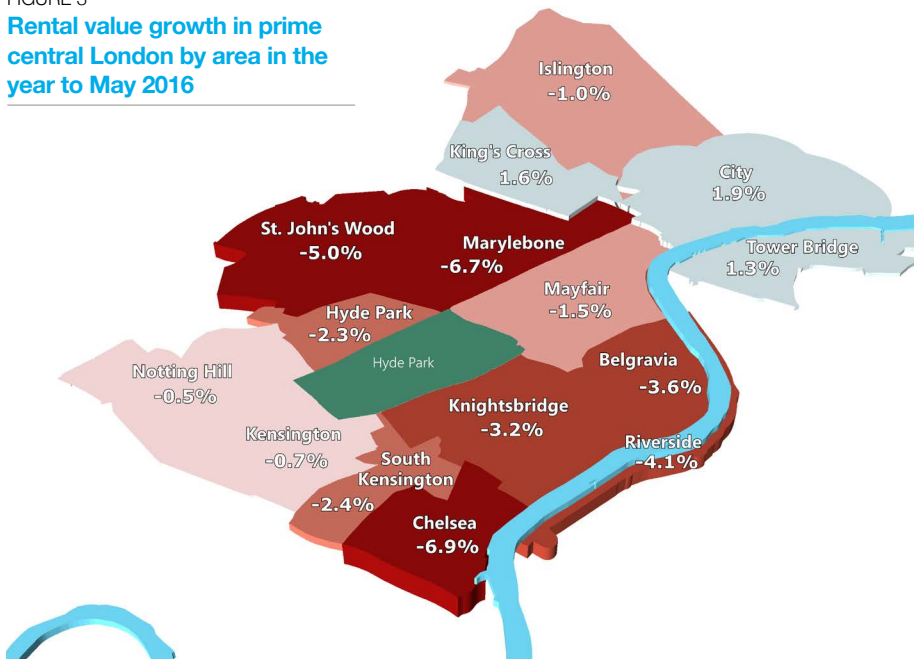 Rental value growth in prime
central London by area in the
year to May 2016
Islington
-1.0%
King's Cross
1.6%
City
1.9%
Tower Bridge
1.3%
St. John's Wood
-5.0%
Marylebone
-6.7%
Mayfair
-1.5%
Hyde Park
-2.3%
Hyde Park
Belgravia
-3.6%
Notting Hill
-0.5%
Knightsbridge
-3.2%
Kensington
-0.7%
Riverside
-4.1%
South
Kensington
-2.4%
Chelsea
-6.9%